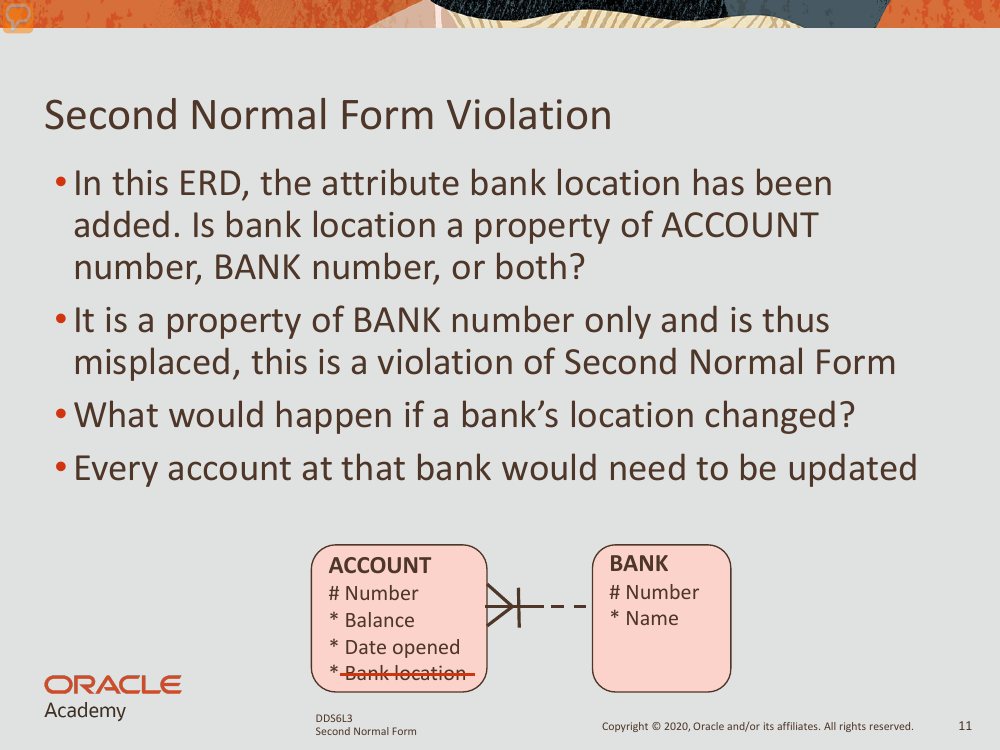 Second Normal Form Violation
•In this ERD, the attribute bank location has been
added. Is bank location a property of ACCOUNT
number, BANK number, or both?
•It is a property of BANK number only and is thus
misplaced, this is a violation of Second Normal Form
•What would happen if a bank’s location changed?
•Every account at that bank would need to be updated
ACCOUNT
# Number
* Balance
* Date opened
* Bank location
BANK
# Number
* Name
ORACLE
Academy
DDS6L3
Second Normal Form
Copyright © 2020, Oracle and/or its affiliates. All rights reserved.
11